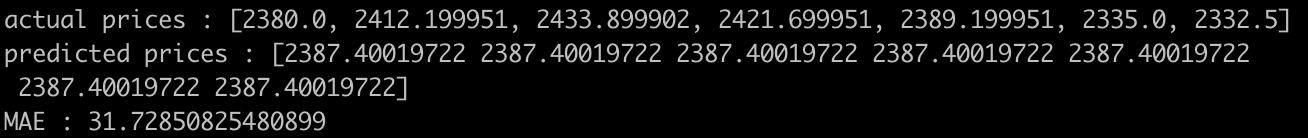 actual prices : [2380.0, 2412.199951, 2433.899902, 2421.699951, 2389.199951, 2335.0, 2332.5]
predicted prices : [2387.40019722 2387.40019722 2387.40019722 2387.40019722 2387.40019722
2387.40019722 2387.40019722]
MAE : 31.72850825480899